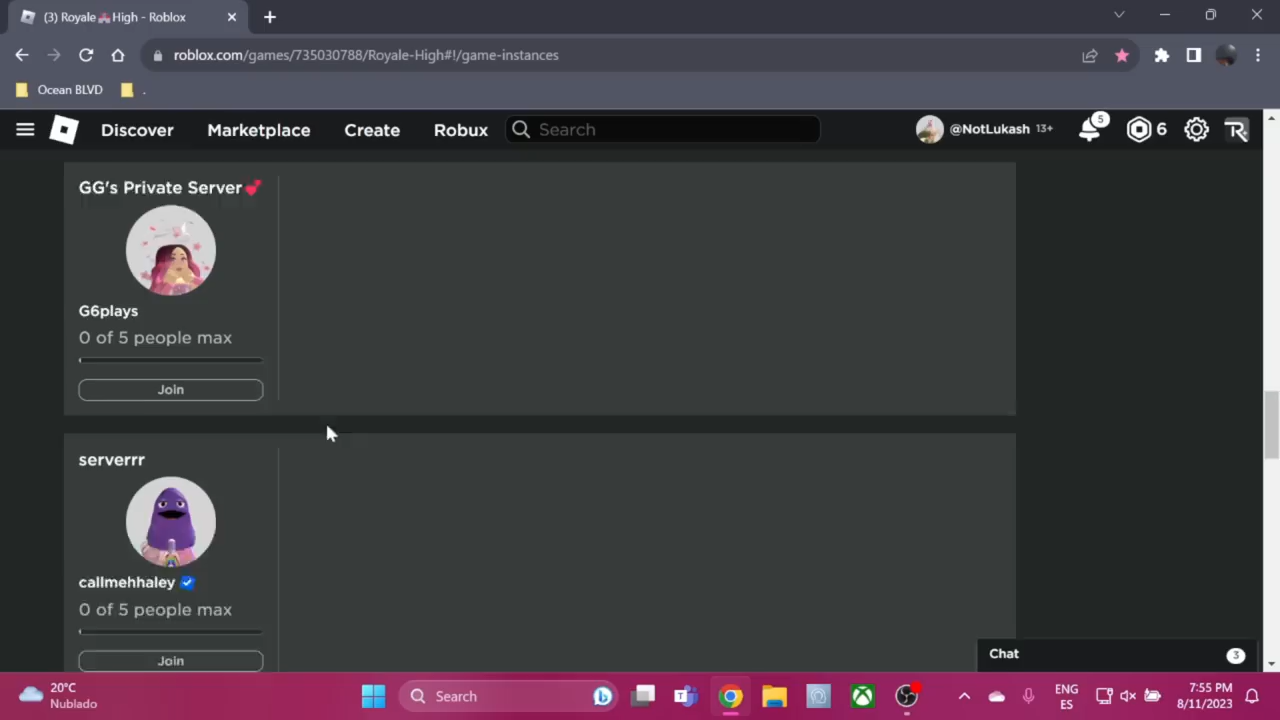 (3) Royale🏰High - Roblox
roblox.com/games/735030788/Royale-High#!/game-instances
Ocean BLVD .
Discover Marketplace Create Robux Search @NotLukash 13+ 5 6
GG's Private Server💕
G6plays
0 of 5 people max
Join
serverrr
callmehhaley
0 of 5 people max
Join
Chat 3
20°C
Nublado
Search
ENG
ES
7:55 PM
8/11/2023